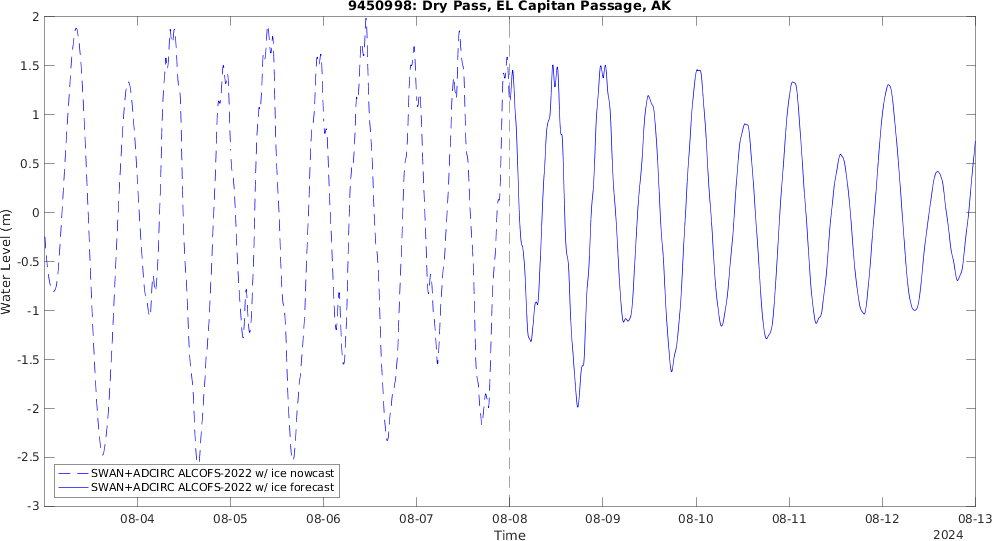 9450998: Dry Pass, EL Capitan Passage, AK
Water Level (m)
2
1.5
1
0.5
0
-0.5
-1
-1.5
-2
-2.5
-3
SWAN+ADCIRC ALCOFS-2022 w/ ice nowcast
SWAN+ADCIRC ALCOFS-2022 w/ ice forecast
08-04 08-05 08-06 08-07 08-08 08-09 08-10 08-11 08-12 08-13
Time
2024